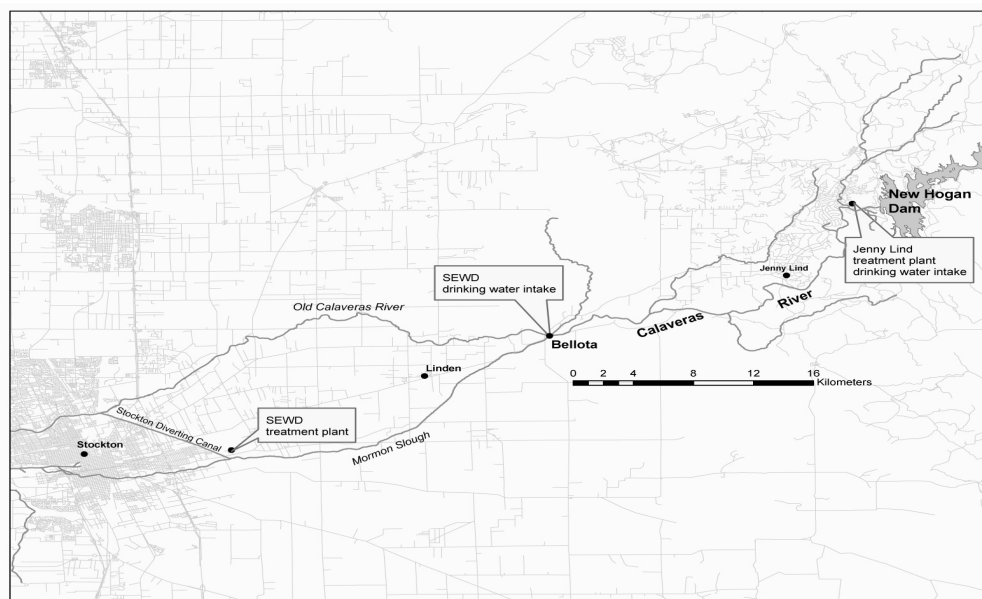 New Hogan
Dam
Jenny Lind
treatment plant
drinking water intake
Jenny Lind
SEWD
drinking water intake
Old Calaveras River
Calaveras
River
Bellota
Linden
0 2 4 8 12 16
Kilometers
SEWD
treatment plant
Stockton Diverting Canal
Mormon Slough
Stockton